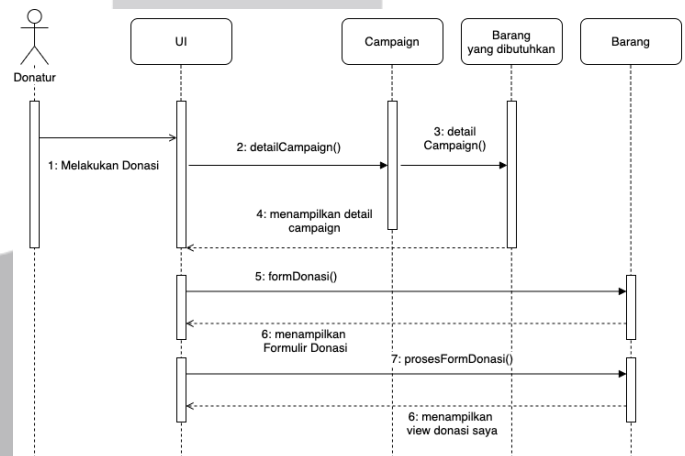 UI
Campaign
Barang
yang dibutuhkan
Barang
Donatur
1: Melakukan Donasi
2: detailCampaign()
3: detail
Campaign()
4: menampilkan detail
campaign
5: formDonasi()
6: menampilkan
Formulir Donasi
7: prosesFormDonasi()
6: menampilkan
view donasi saya